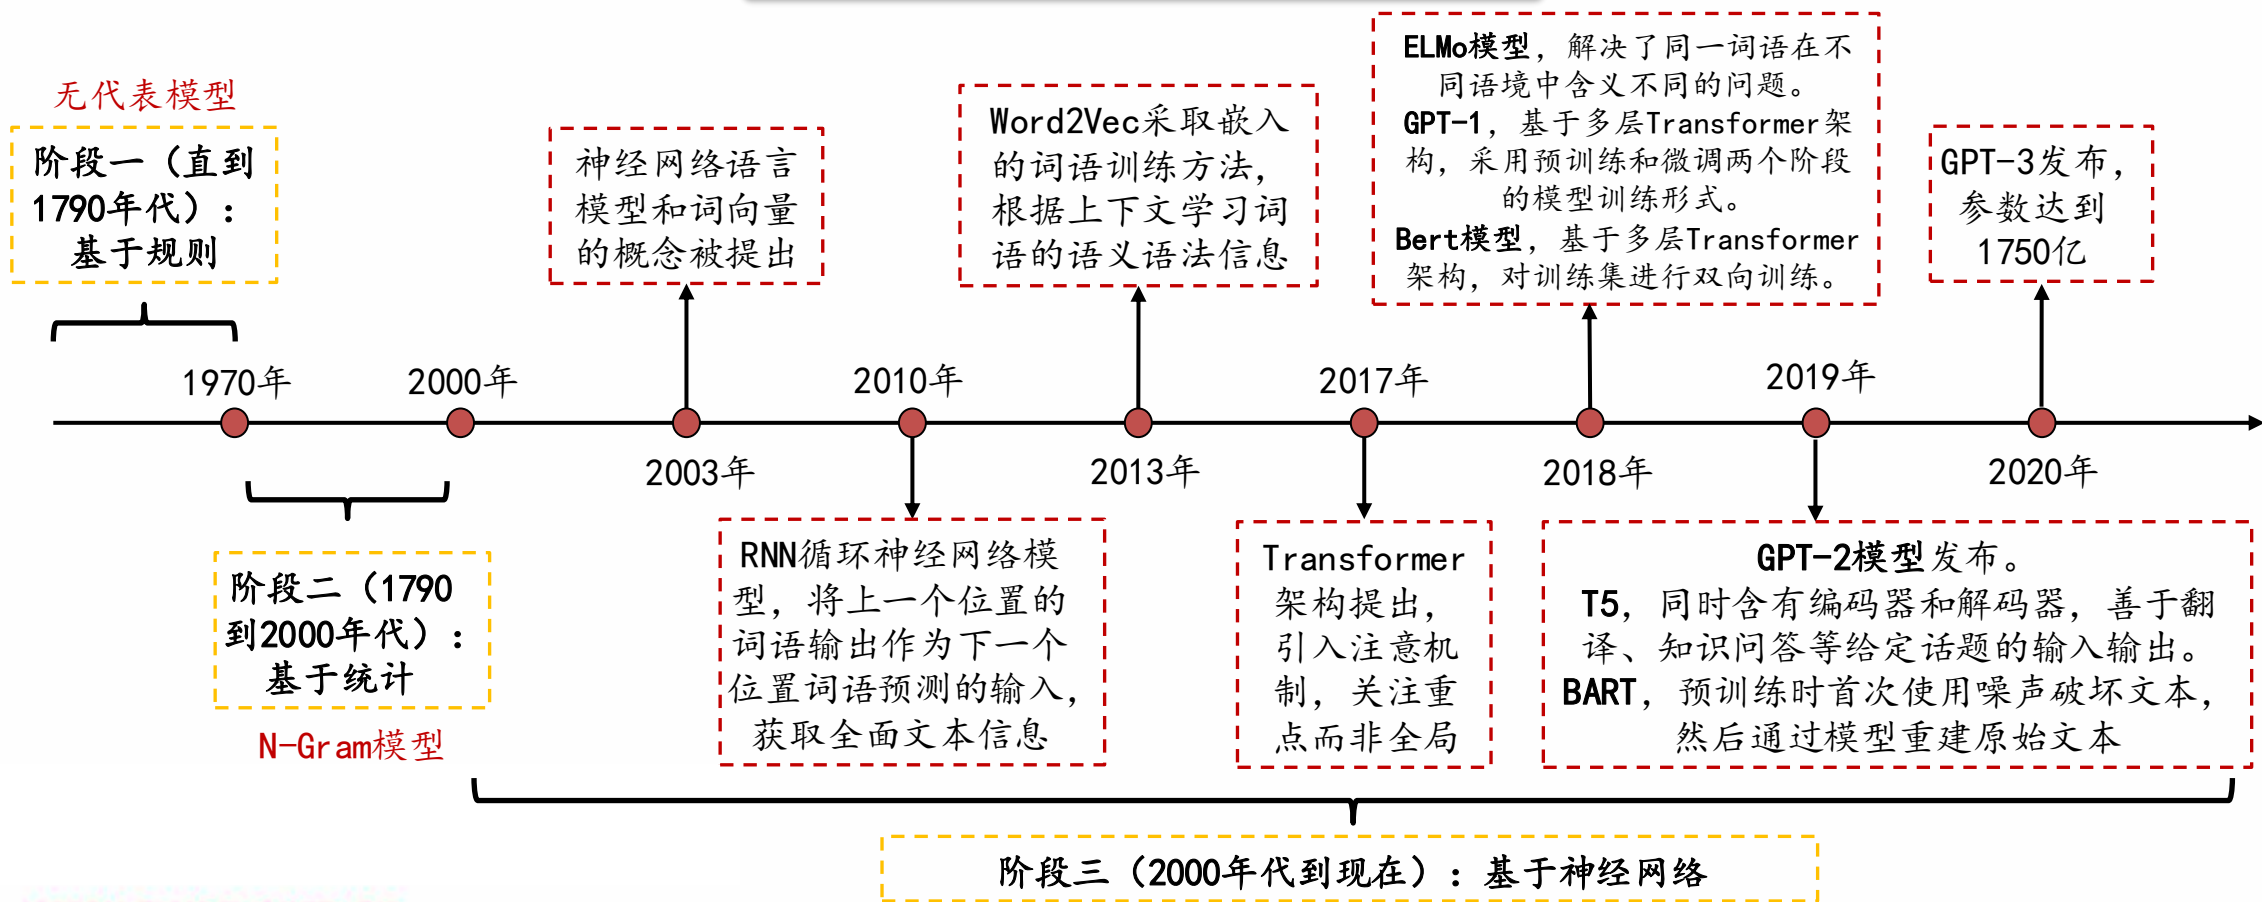 无代表模型
阶段一（直到
1790年代）：
基于规则
神经网络语言
模型和词向量
的概念被提出
Word2Vec采取嵌入
的词语训练方法，
根据上下文学习词
语的语义语法信息
ELMo模型，解决了同一词语在不
同语境中含义不同的问题。
GPT-1，基于多层Transformer架
构，采用预训练和微调两个阶段
的模型训练形式。
Bert模型，基于多层Transformer
架构，对训练集进行双向训练。
GPT-3发布，
参数达到
1750亿
1970年
2000年
2003年
2010年
2013年
2017年
2018年
2019年
2020年
阶段二（1790
到2000年代）：
基于统计
N-Gram模型
RNN循环神经网络模
型，将上一个位置的
词语输出作为下一个
位置词语预测的输入，
获取全面文本信息
Transformer
架构提出，
引入注意机
制，关注重
点而非全局
GPT-2模型发布。
T5，同时含有编码器和解码器，善于翻
译、知识问答等给定话题的输入输出。
BART，预训练时首次使用噪声破坏文本，
然后通过模型重建原始文本
阶段三（2000年代到现在）：基于神经网络